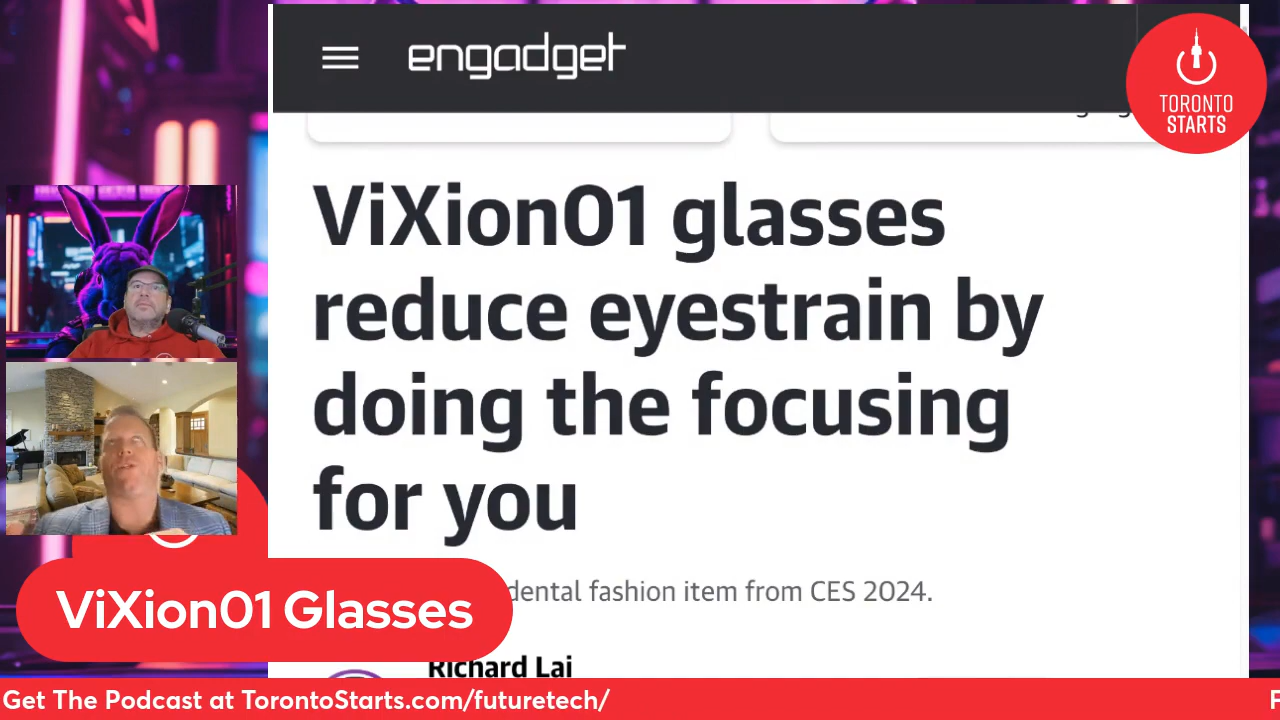 engadget
TORONTO
STARTS
ViXion01 glasses
reduce eyestrain by
doing the focusing
for you
dental fashion item from CES 2024.
ViXion01 Glasses
Richard Lai
Get The Podcast at TorontoStarts.com/futuretech/